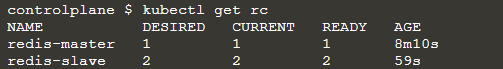 controlplane $ kubectl get rc
NAME DESIRED CURRENT READY AGE
redis-master 1 1 1 8m10s
redis-slave 2 2 2 59s